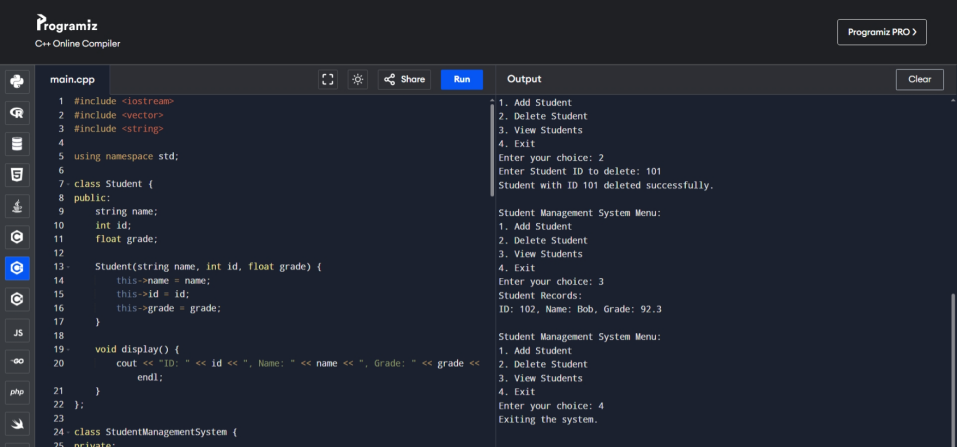 Programiz
C++ Online Compiler
Programiz PRO >
main.cpp
Share
Run
Output
Clear
R
5
C
C
C
JS
GO
php
1 #include <iostream>
2 #include <vector>
3 #include <string>
4
5 using namespace std;
6
7 class Student {
8 public:
9     string name;
10     int id;
11     float grade;
12
13     Student(string name, int id, float grade) {
14         this->name = name;
15         this->id = id;
16         this->grade = grade;
17     }
18
19     void display() {
20         cout << "ID: " << id << ", Name: " << name << ", Grade: " << grade <<
endl;
21     }
22 };
23
24 class StudentManagementSystem {
25 private:
1. Add Student
2. Delete Student
3. View Students
4. Exit
Enter your choice: 2
Enter Student ID to delete: 101
Student with ID 101 deleted successfully.
Student Management System Menu:
1. Add Student
2. Delete Student
3. View Students
4. Exit
Enter your choice: 3
Student Records:
ID: 102, Name: Bob, Grade: 92.3
Student Management System Menu:
1. Add Student
2. Delete Student
3. View Students
4. Exit
Enter your choice: 4
Exiting the system.